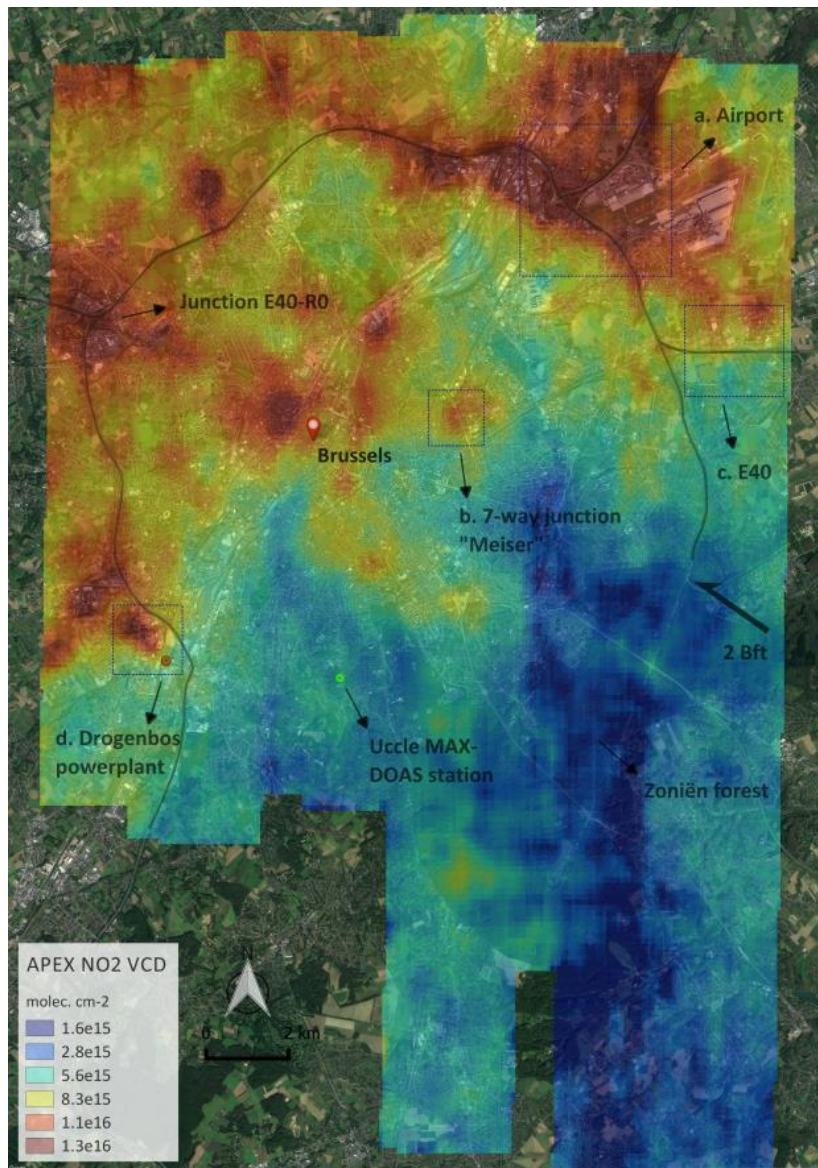 a. Airport
Junction E40-R0
Brussels
c. E40
b. 7-way junction
"Meiser"
2 Bft
d. Drogenbos
powerplant
Uccle MAX-
DOAS station
Zoniën forest
APEX NO2 VCD
molec. cm-2
1.6e15
2.8e15
5.6e15
8.3e15
1.1e16
1.3e16
N
0 2 km